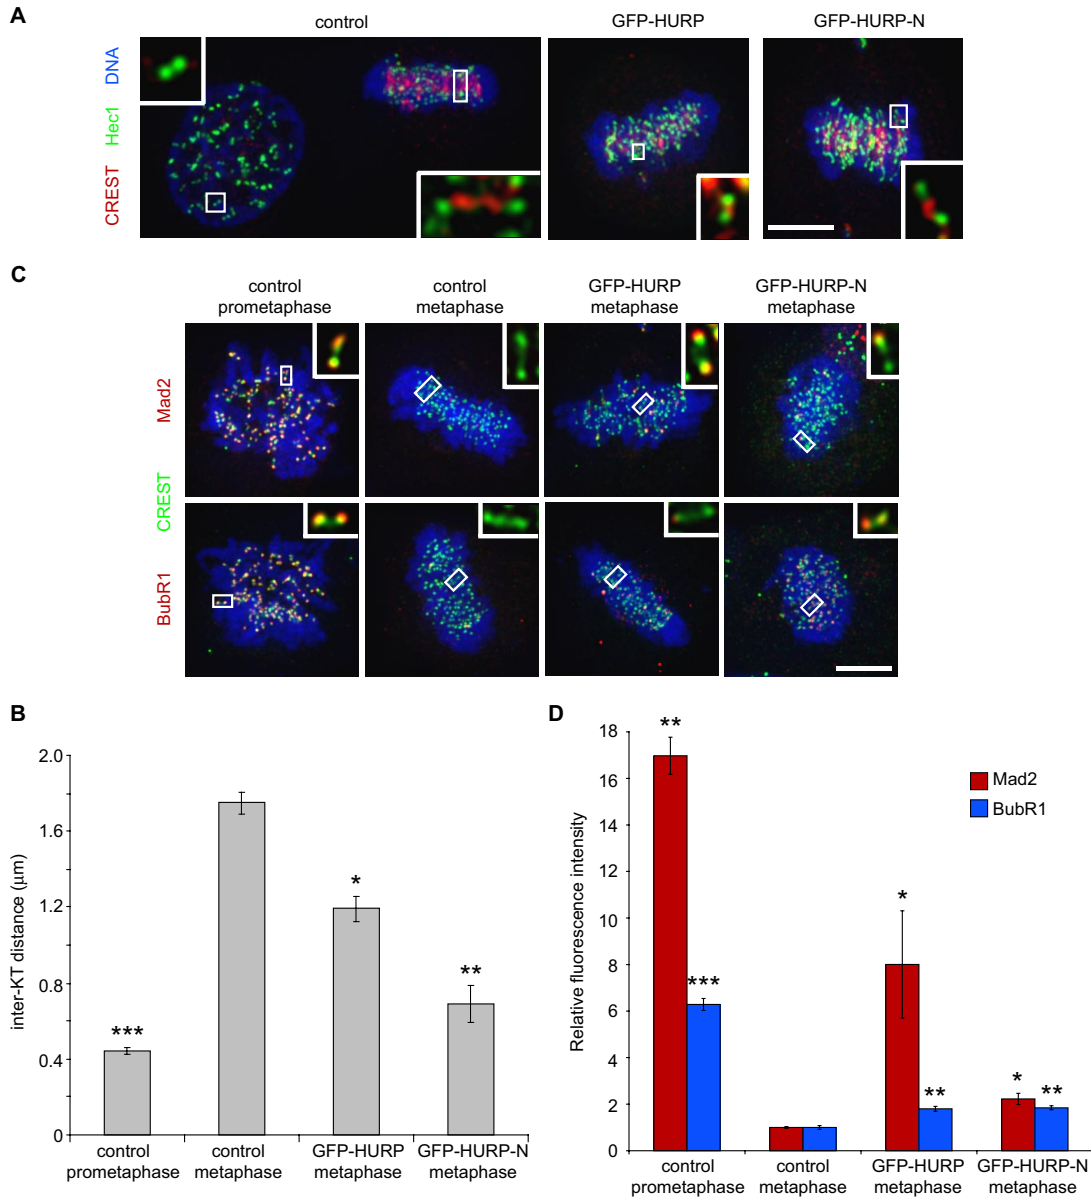 A
control
GFP-HURP
GFP-HURP-N
CREST Hec1 DNA
C
control
prometaphase
control
metaphase
GFP-HURP
metaphase
GFP-HURP-N
metaphase
Mad2
CREST
BubR1
B
inter-KT distance (μm)
2.0
1.6
1.2
0.8
0.4
0
***
*
**
control
prometaphase
control
metaphase
GFP-HURP
metaphase
GFP-HURP-N
metaphase
D
Relative fluorescence intensity
18
16
14
12
10
8
6
4
2
0
**
***
*
**
*
**
Mad2
BubR1
control
prometaphase
control
metaphase
GFP-HURP
metaphase
GFP-HURP-N
metaphase